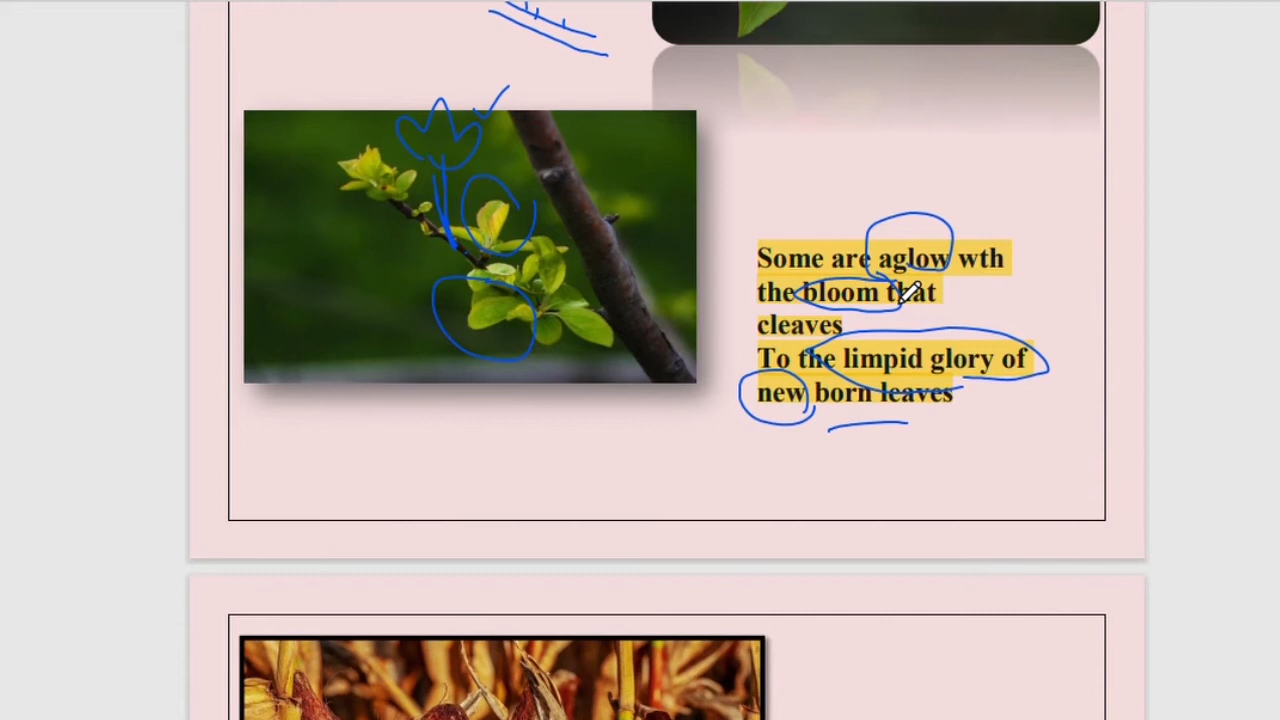 Some are aglow wth
the bloom that
cleaves
To the limpid glory of
new born leaves